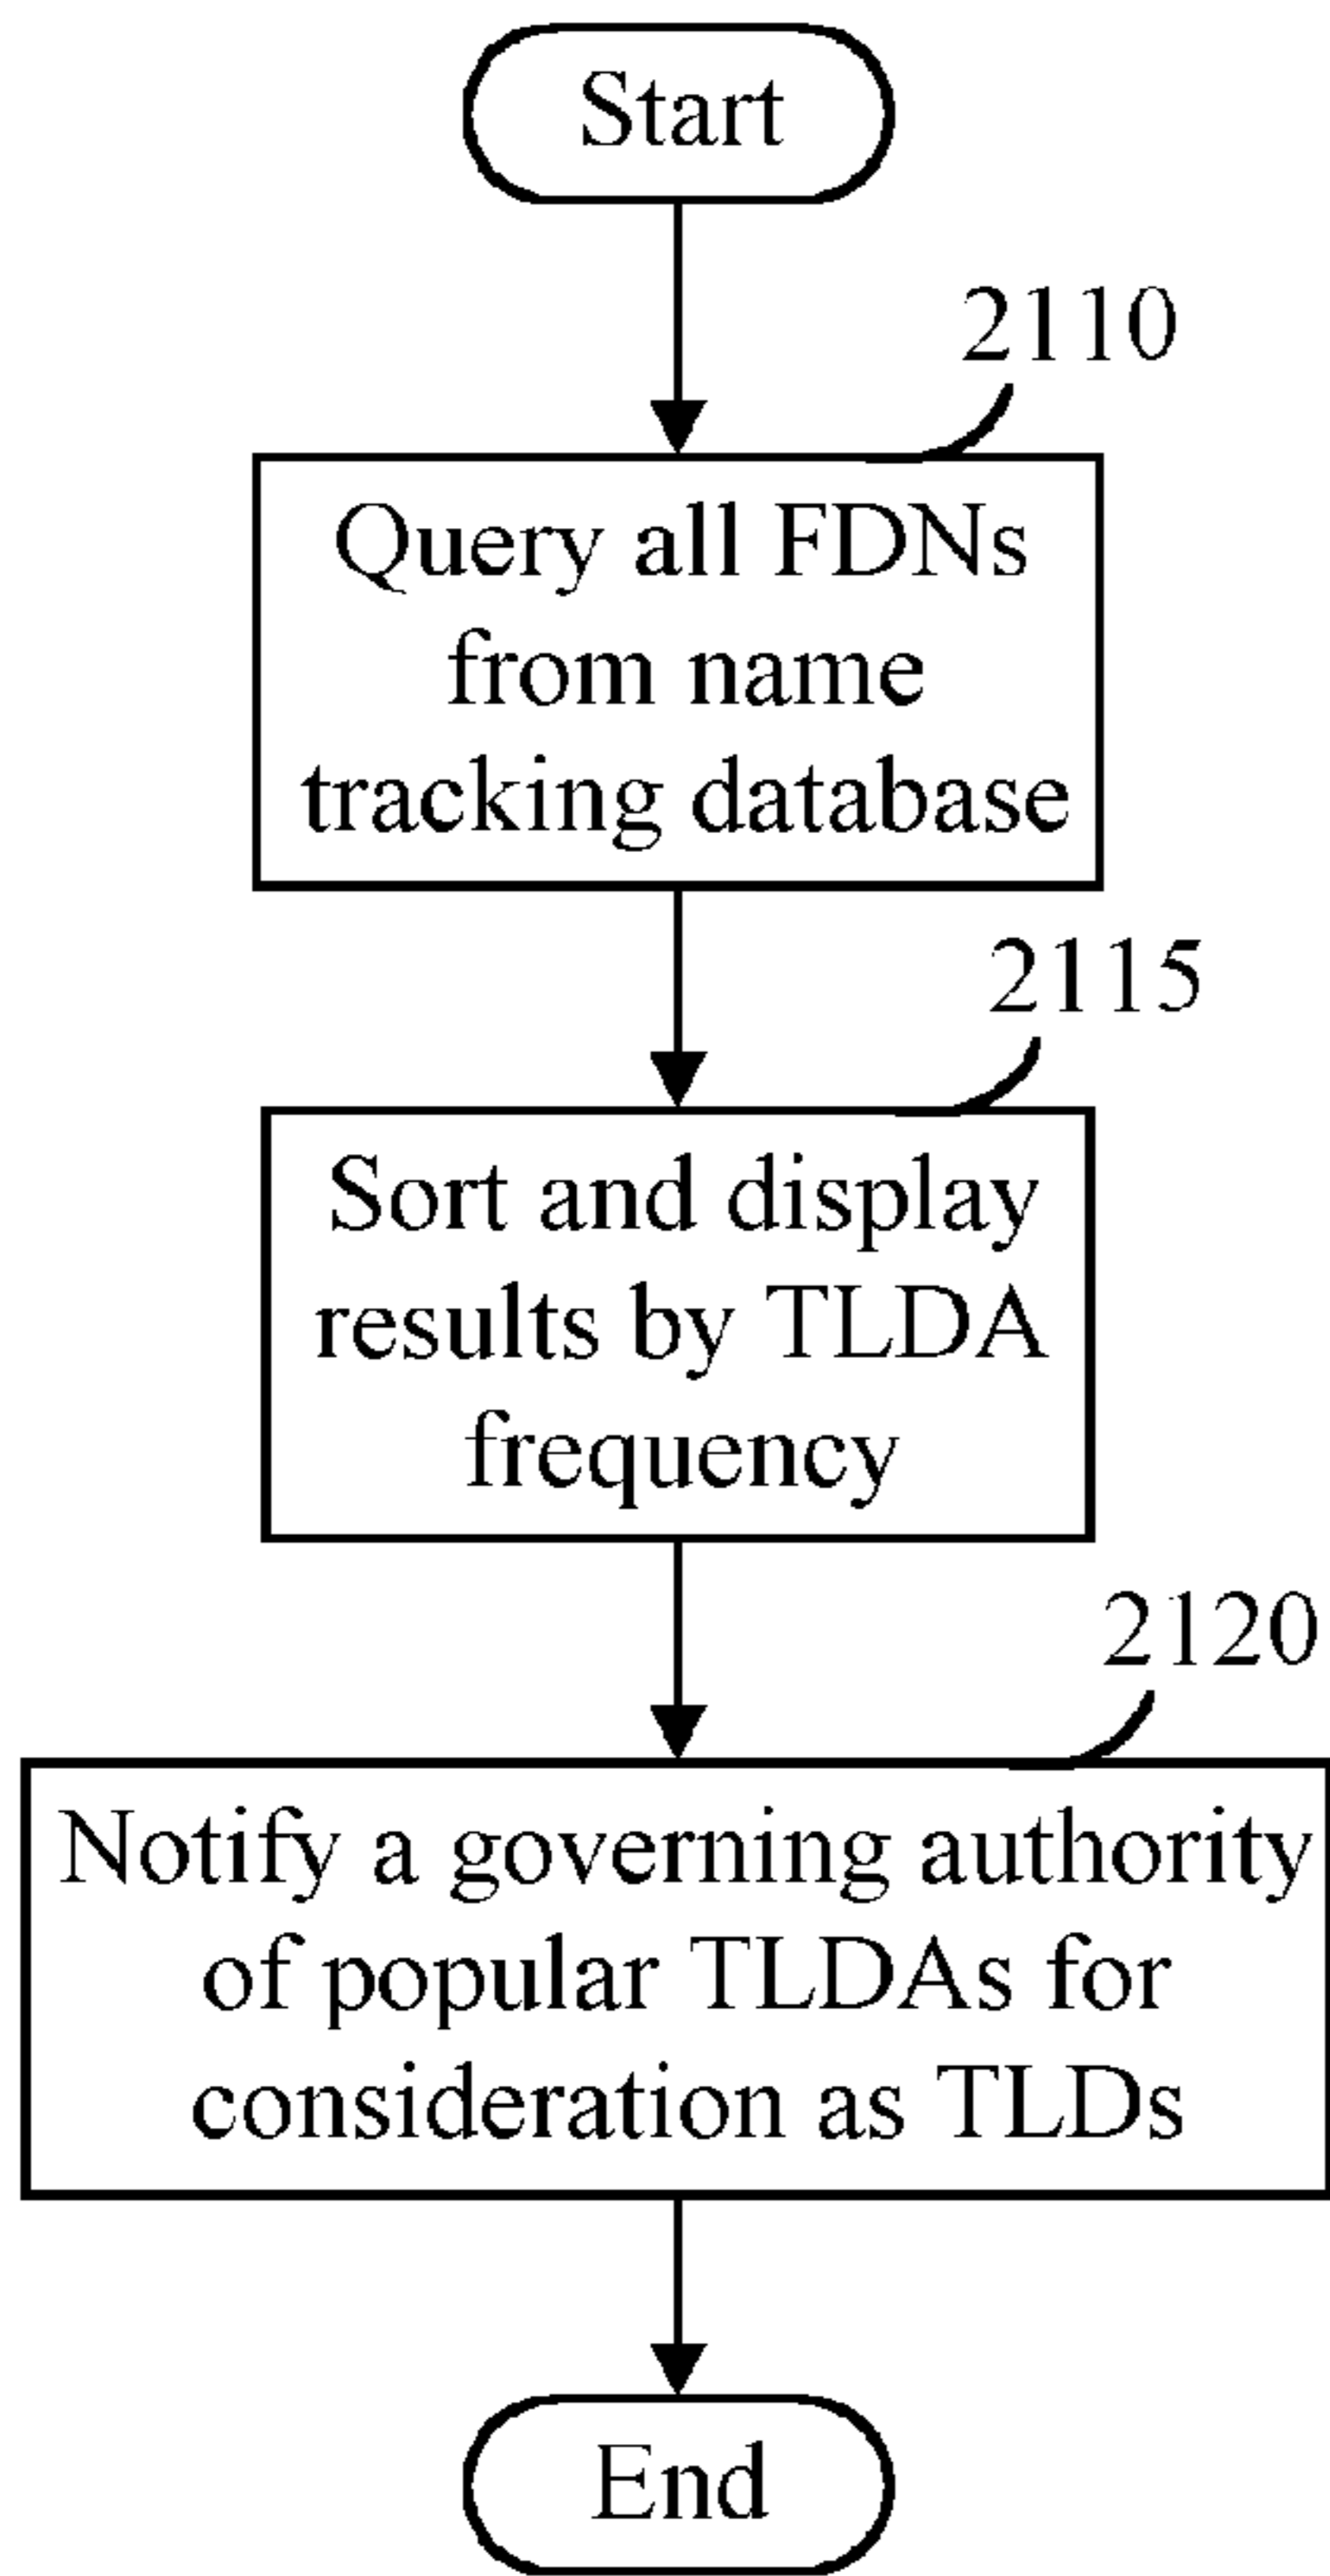 Start
2110
Query all FDNs
from name
tracking database
2115
Sort and display
results by TLDA
frequency
2120
Notify a governing authority
of popular TLDAs for
consideration as TLDs
End